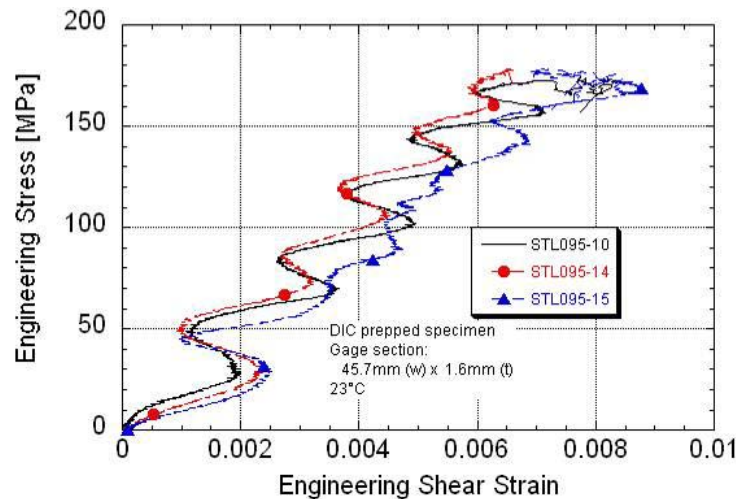 200
150
100
50
0
Engineering Stress [MPa]
STL095-10
STL095-14
STL095-15
DIC prepped specimen
Gage section:
45.7mm (w) x 1.6mm (t)
23°C
0
0.002
0.004
0.006
0.008
0.01
Engineering Shear Strain